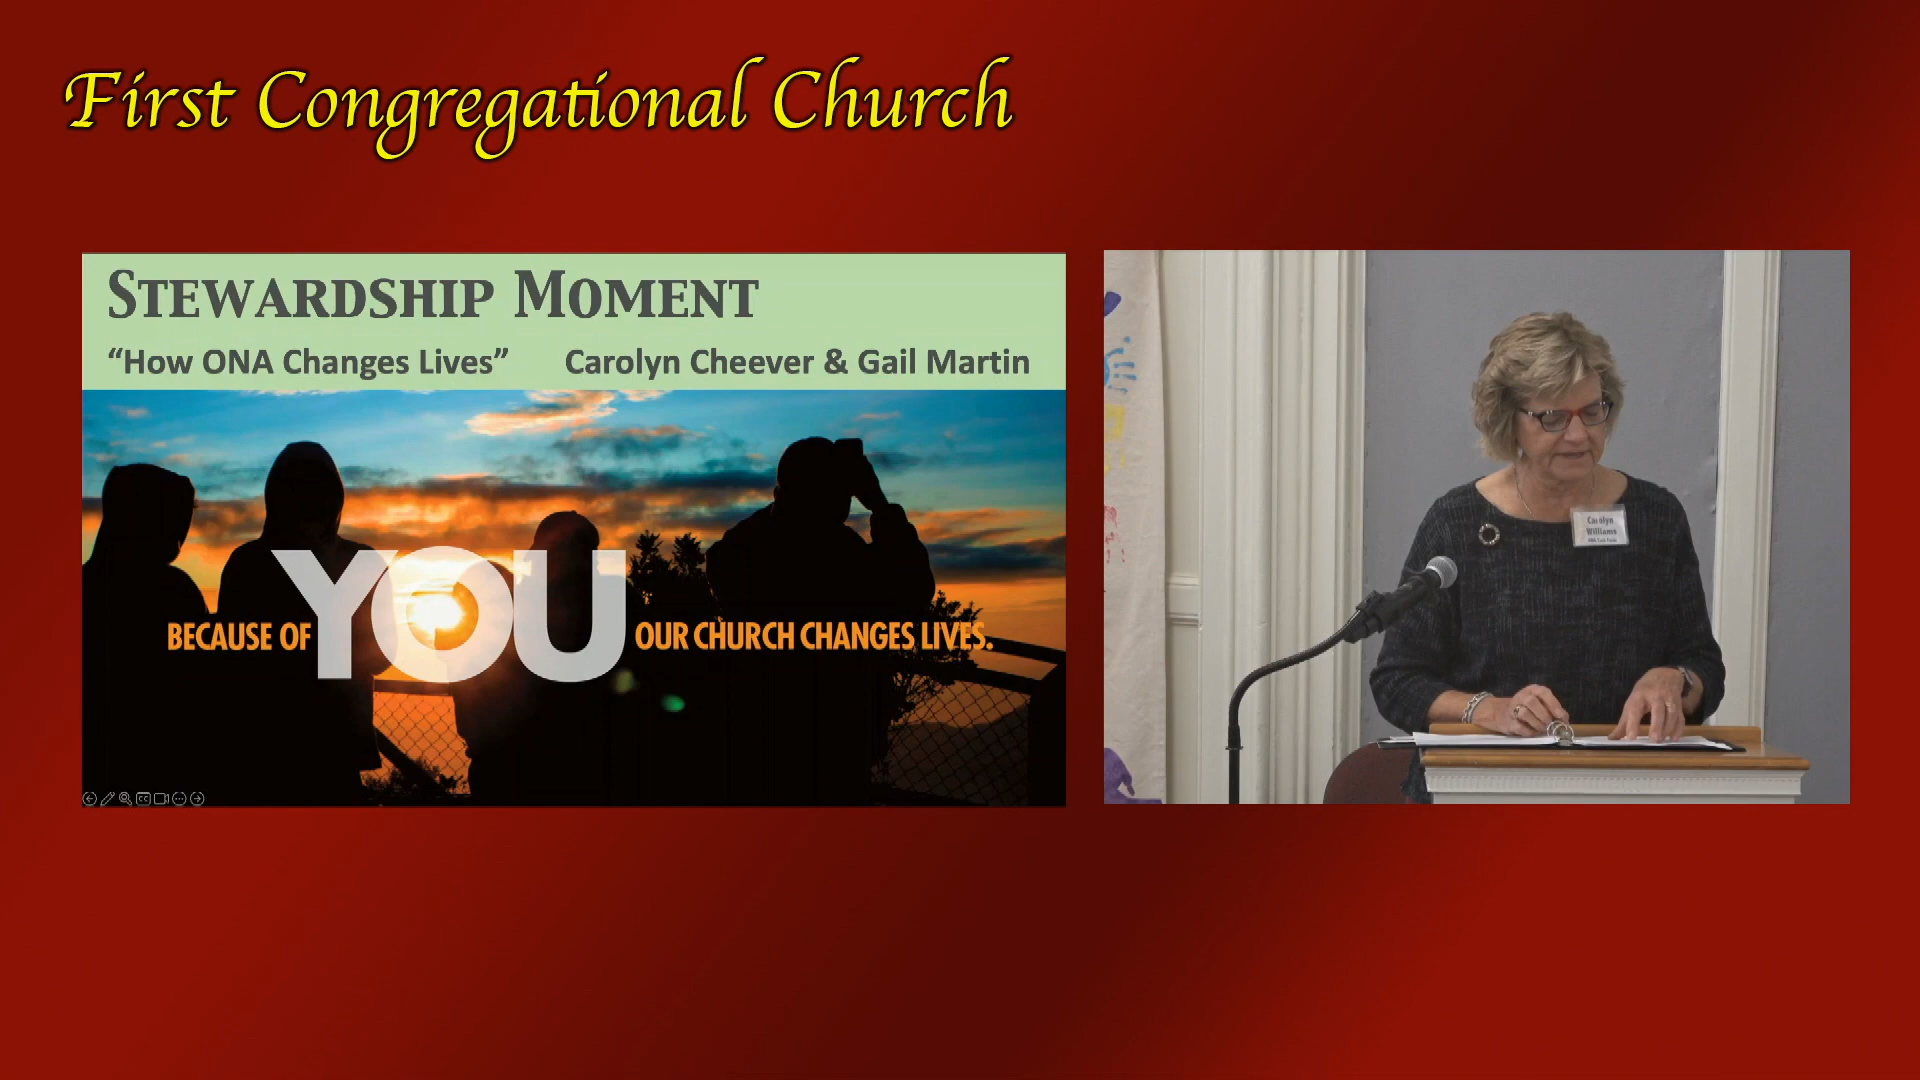 First Congregational Church
STEWARDSHIP MOMENT
“How ONA Changes Lives” Carolyn Cheever & Gail Martin
BECAUSE OF YOU OUR CHURCH CHANGES LIVES.
Carolyn
Williams